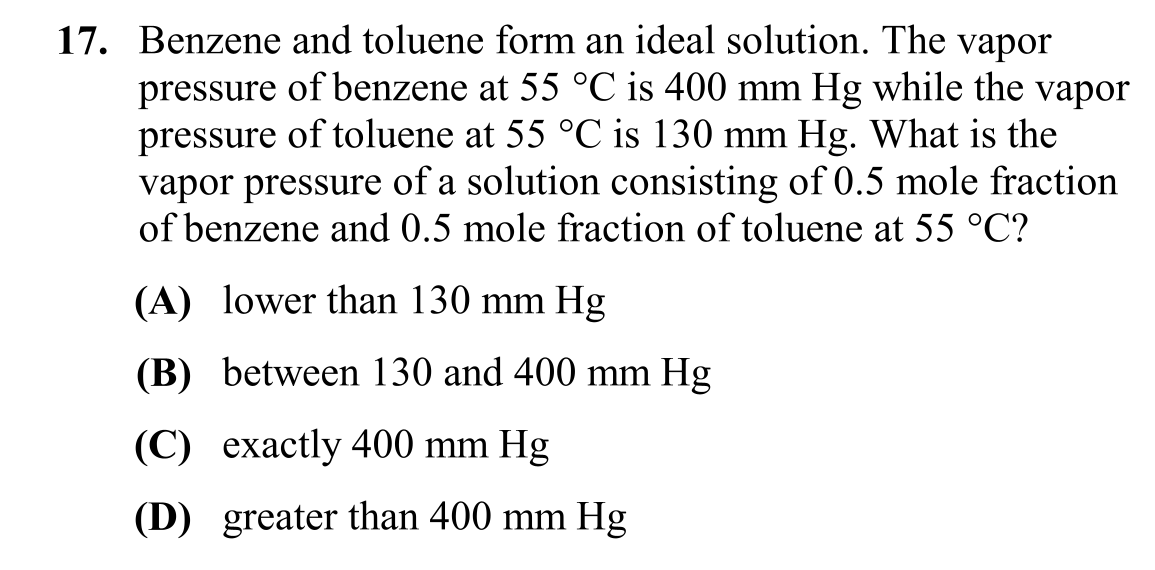 17. Benzene and toluene form an ideal solution. The vapor
pressure of benzene at 55 °C is 400 mm Hg while the vapor
pressure of toluene at 55 °C is 130 mm Hg. What is the
vapor pressure of a solution consisting of 0.5 mole fraction
of benzene and 0.5 mole fraction of toluene at 55 °C?
(A) lower than 130 mm Hg
(B) between 130 and 400 mm Hg
(C) exactly 400 mm Hg
(D) greater than 400 mm Hg